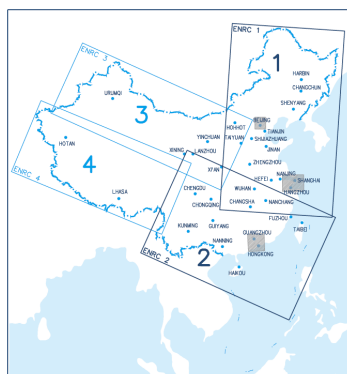 ENRC 1
1
HARBIN
CHANGCHUN
SHENYANG
ENRC 3
URUMQI
3
HOHHOT
BEIJING
TIANJIN
TAIYUAN
SHIJIAZHUANG
YINCHUAN
JINAN
XINING
LANZHOU
ZHENGZHOU
HOTAN
4
XI'AN
NANJING
HEFEI
SHANGHAI
HANGZHOU
WUHAN
CHENGDU
LHASA
CHONGQING
CHANGSHA
NANCHANG
FUZHOU
GUIYANG
TAIBEI
KUNMING
GUANGZHOU
NANNING
2
HONGKONG
ENRC 4
ENRC 2
HAIKOU